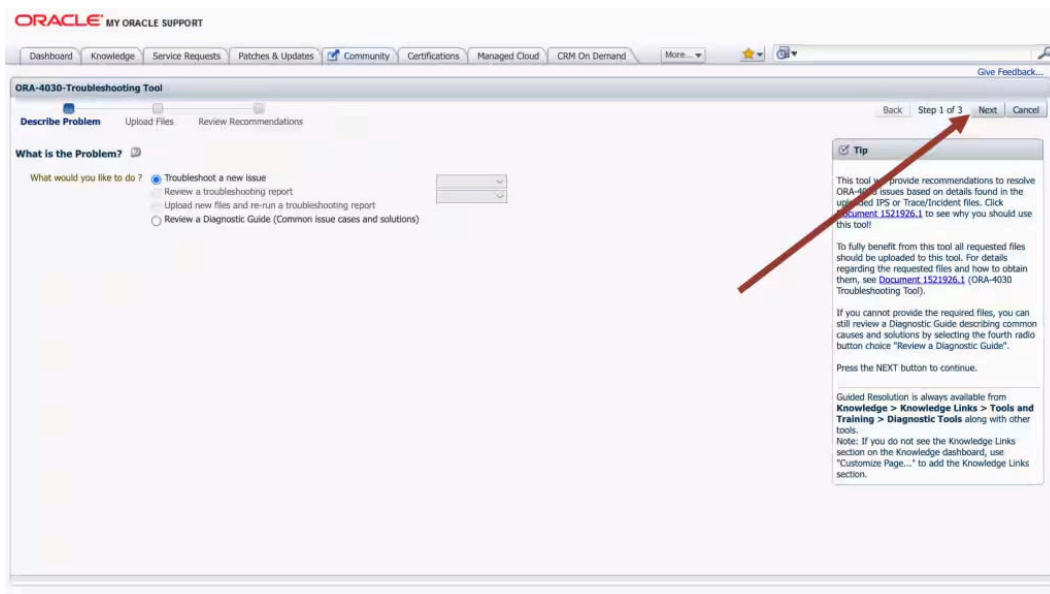 ORACLE MY ORACLE SUPPORT
Dashboard Knowledge Service Requests Patches & Updates Community Certifications Managed Cloud CRM On Demand More...
Give Feedback...
ORA-4030-Troubleshooting Tool
Describe Problem Upload Files Review Recommendations
Back Step 1 of 3 Next Cancel
What is the Problem?
What would you like to do ? Troubleshoot a new issue
Review a troubleshooting report
Upload new files and re-run a troubleshooting report
Review a Diagnostic Guide (Common issue cases and solutions)
Tip
This tool will provide recommendations to resolve
ORA-4030 issues based on details found in the
uploaded IPS or Trace/Incident files. Click
Document 1521926.1 to see why you should use
this tool!
To fully benefit from this tool all requested files
should be uploaded to this tool. For details
regarding the requested files and how to obtain
them, see Document 1521926.1 (ORA-4030
Troubleshooting Tool).
If you cannot provide the required files, you can
still review a Diagnostic Guide describing common
causes and solutions by selecting the fourth radio
button choice "Review a Diagnostic Guide".
Press the NEXT button to continue.
Guided Resolution is always available from
Knowledge > Knowledge Links > Tools and
Training > Diagnostic Tools along with other
tools.
Note: If you do not see the Knowledge Links
section on the Knowledge dashboard, use
"Customize Page..." to add the Knowledge Links
section.